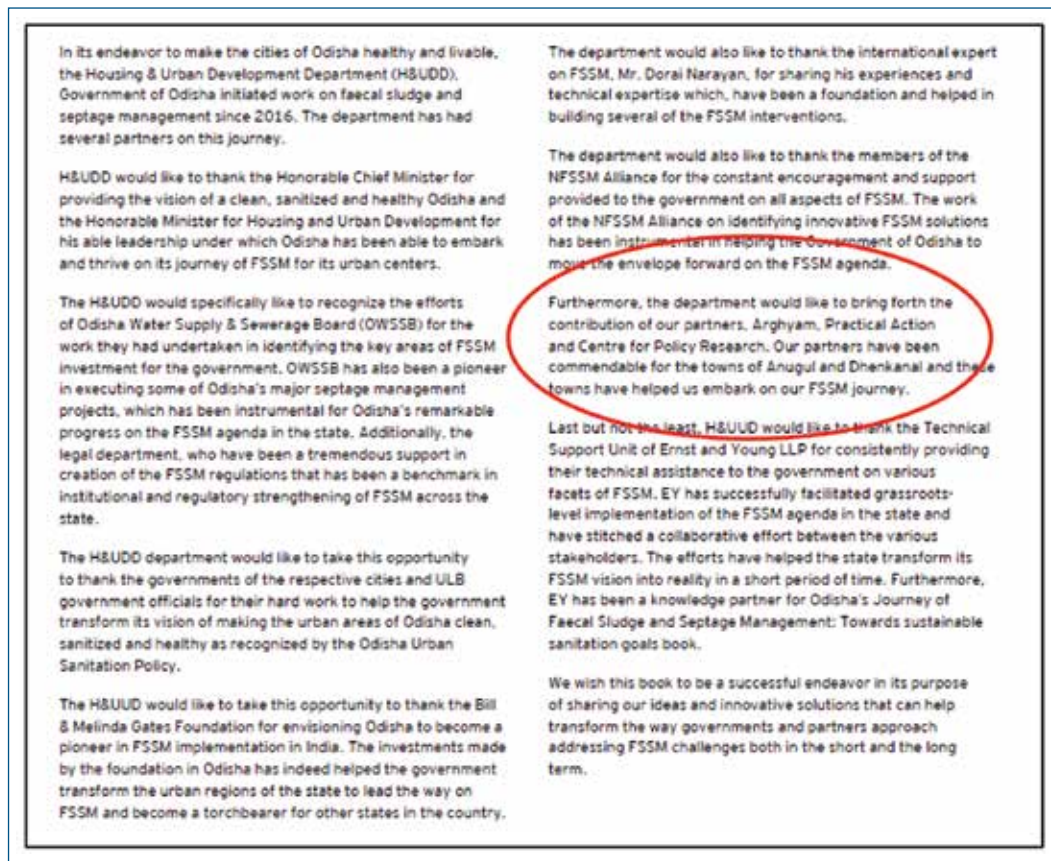 In its endeavor to make the cities of Odisha healthy and livable,
the Housing & Urban Development Department (H&UDD),
Government of Odisha initiated work on faecal sludge and
septage management since 2016. The department has had
several partners on this journey.
H&UDD would like to thank the Honorable Chief Minister for
providing the vision of a clean, sanitized and healthy Odisha and
the Honorable Minister for Housing and Urban Development for
his able leadership under which Odisha has been able to embark
and thrive on its journey of FSSM for its urban centers.
The H&UDD would specifically like to recognize the efforts
of Odisha Water Supply & Sewerage Board (OWSSB) for the
work they had undertaken in identifying the key areas of FSSM
investment for the government. OWSSB has also been a pioneer
in executing some of Odisha's major septage management
projects, which has been instrumental for Odisha's remarkable
progress on the FSSM agenda in the state. Additionally, the
legal department, who have been a tremendous support in
creation of the FSSM regulations that has been a benchmark in
institutional and regulatory strengthening of FSSM across the
state.
The H&UDD department would like to take this opportunity
to thank the governments of the respective cities and ULB
government officials for their hard work to help the government
transform its vision of making the urban areas of Odisha clean,
sanitized and healthy as recognized by the Odisha Urban
Sanitation Policy.
The H&UUD would like to take this opportunity to thank the Bill
& Melinda Gates Foundation for envisioning Odisha to become a
pioneer in FSSM implementation in India. The investments made
by the foundation in Odisha has indeed helped the government
transform the urban regions of the state to lead the way on
FSSM and become a torchbearer for other states in the country.
The department would also like to thank the international expert
on FSSM, Mr. Dorai Narayan, for sharing his experiences and
technical expertise which, have been a foundation and helped in
building several of the FSSM interventions.
The department would also like to thank the members of the
NFSSM Alliance for the constant encouragement and support
provided to the government on all aspects of FSSM. The work
of the NFSSM Alliance on identifying innovative FSSM solutions
has been instrumental in helping the Government of Odisha to
move the envelope forward on the FSSM agenda.
Furthermore, the department would like to bring forth the
contribution of our partners, Arghyam, Practical Action
and Centre for Policy Research. Our partners have been
commendable for the towns of Anugul and Dhenkanal and these
towns have helped us embark on our FSSM journey.
Last but not the least, H&UUD would like to thank the Technical
Support Unit of Ernst and Young LLP for consistently providing
their technical assistance to the government on various
facets of FSSM. EY has successfully facilitated grassroots-
level implementation of the FSSM agenda in the state and
have stitched a collaborative effort between the various
stakeholders. The efforts have helped the state transform its
FSSM vision into reality in a short period of time. Furthermore,
EY has been a knowledge partner for Odisha's Journey of
Faecal Sludge and Septage Management: Towards sustainable
sanitation goals book.
We wish this book to be a successful endeavor in its purpose
of sharing our ideas and innovative solutions that can help
transform the way governments and partners approach
addressing FSSM challenges both in the short and the long
term.